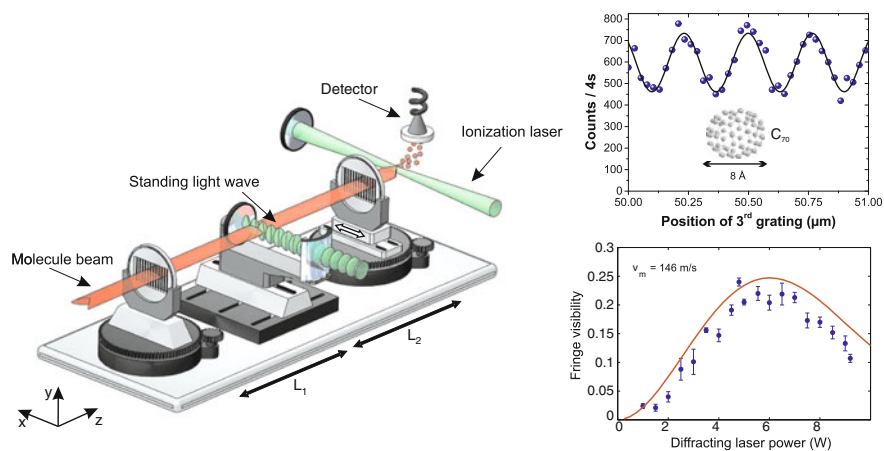 Detector
Ionization laser
Standing light wave
Molecule beam
L1
L2
y
x
z
Counts / 4s
800
700
600
500
400
300
200
100
0
C70
8 Å
50.00
50.25
50.50
50.75
51.00
Position of 3rd grating (µm)
Fringe visibility
0.3
0.25
0.2
0.15
0.1
0.05
0
vm = 146 m/s
0
2
4
6
8
Diffracting laser power (W)